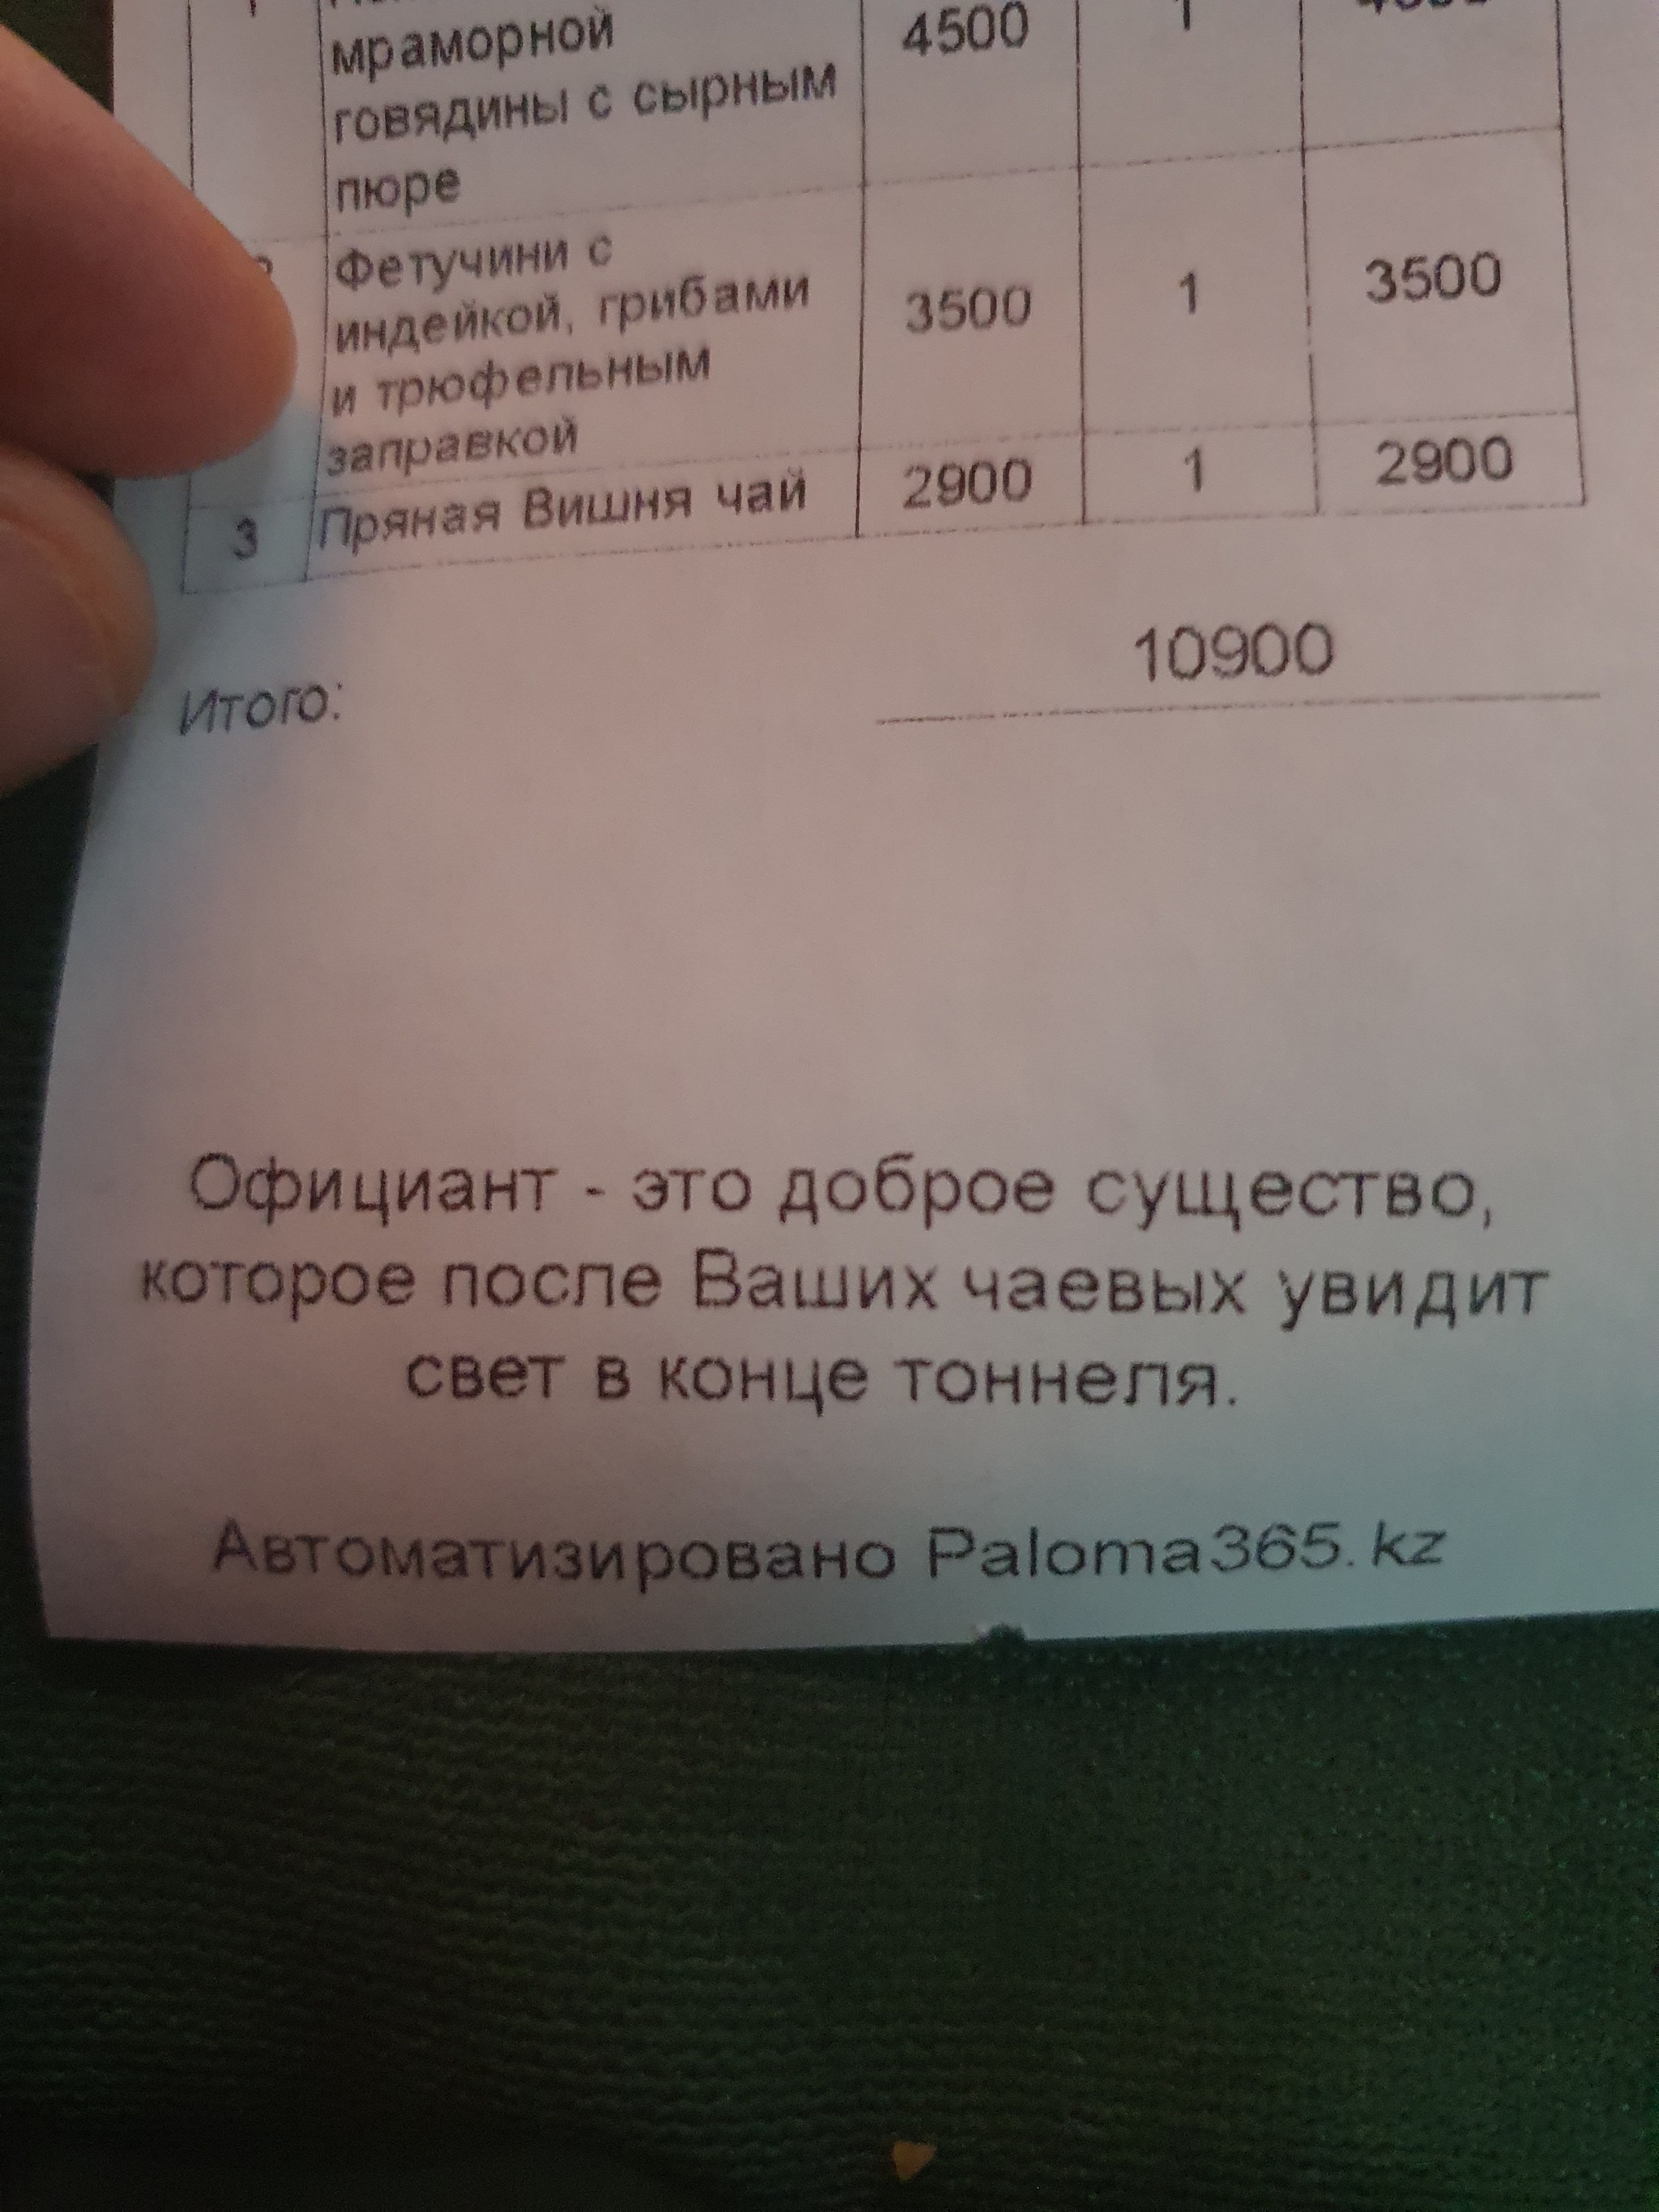 мраморной 4500 1
говядины с сырным
пюре
Фетучини с
индейкой, грибами 3500 1 3500
и трюфельным
заправкой
3 Пряная Вишня чай 2900 1 2900
Итого: 10900
Официант - это доброе существо,
которое после Ваших чаевых увидит
свет в конце тоннеля.
Автоматизировано Paloma365.kz